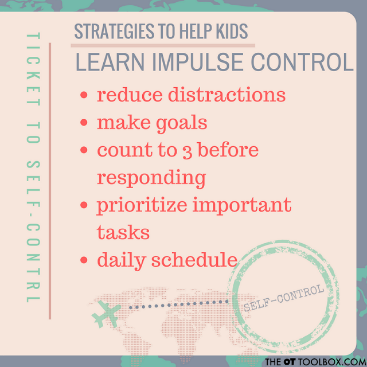 STRATEGIES TO HELP KIDS
LEARN IMPULSE CONTROL
TICKET TO SELF-CONTRL
• reduce distractions
• make goals
• count to 3 before
responding
• prioritize important
tasks
• daily schedule
SELF-CONTROL
THE OT TOOLBOX.COM